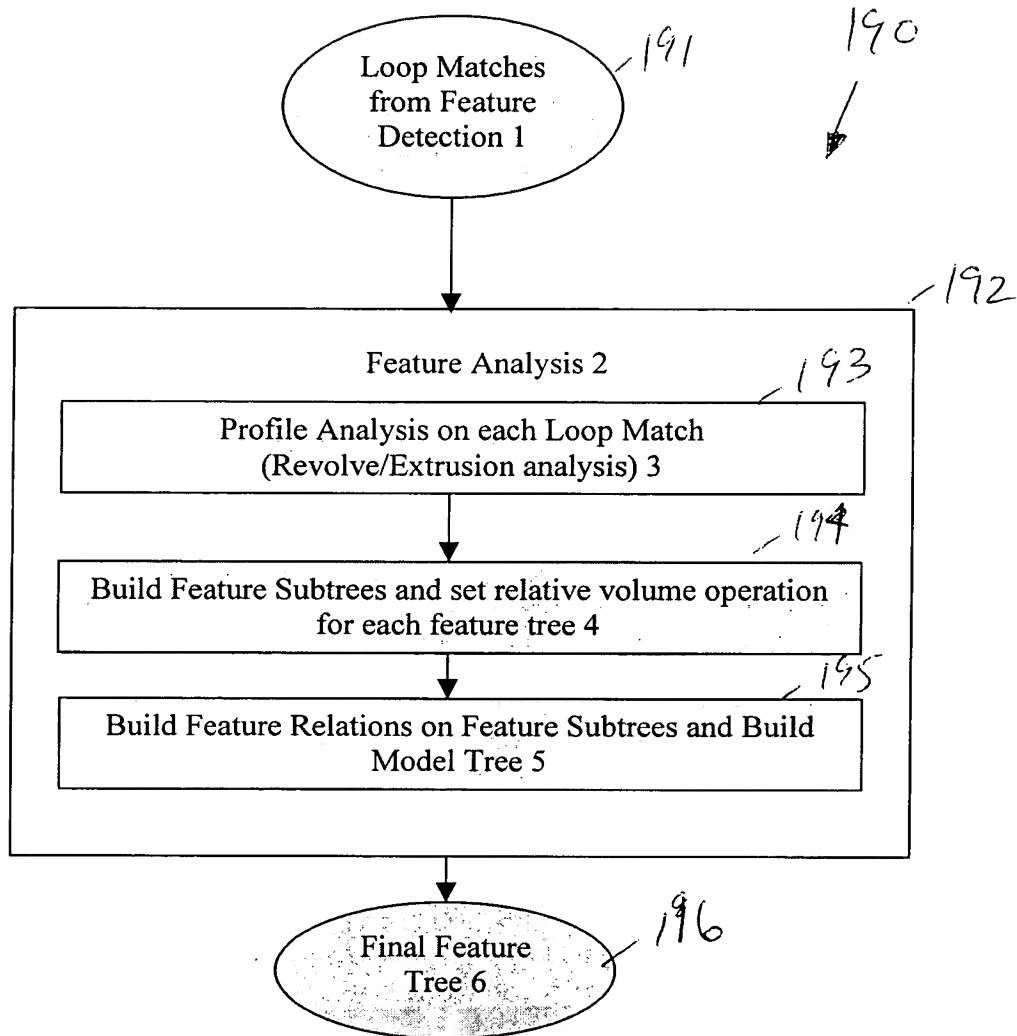 190
191
Loop Matches
from Feature
Detection 1
192
Feature Analysis 2
193
Profile Analysis on each Loop Match
(Revolve/Extrusion analysis) 3
194
Build Feature Subtrees and set relative volume operation
for each feature tree 4
195
Build Feature Relations on Feature Subtrees and Build
Model Tree 5
196
Final Feature
Tree 6